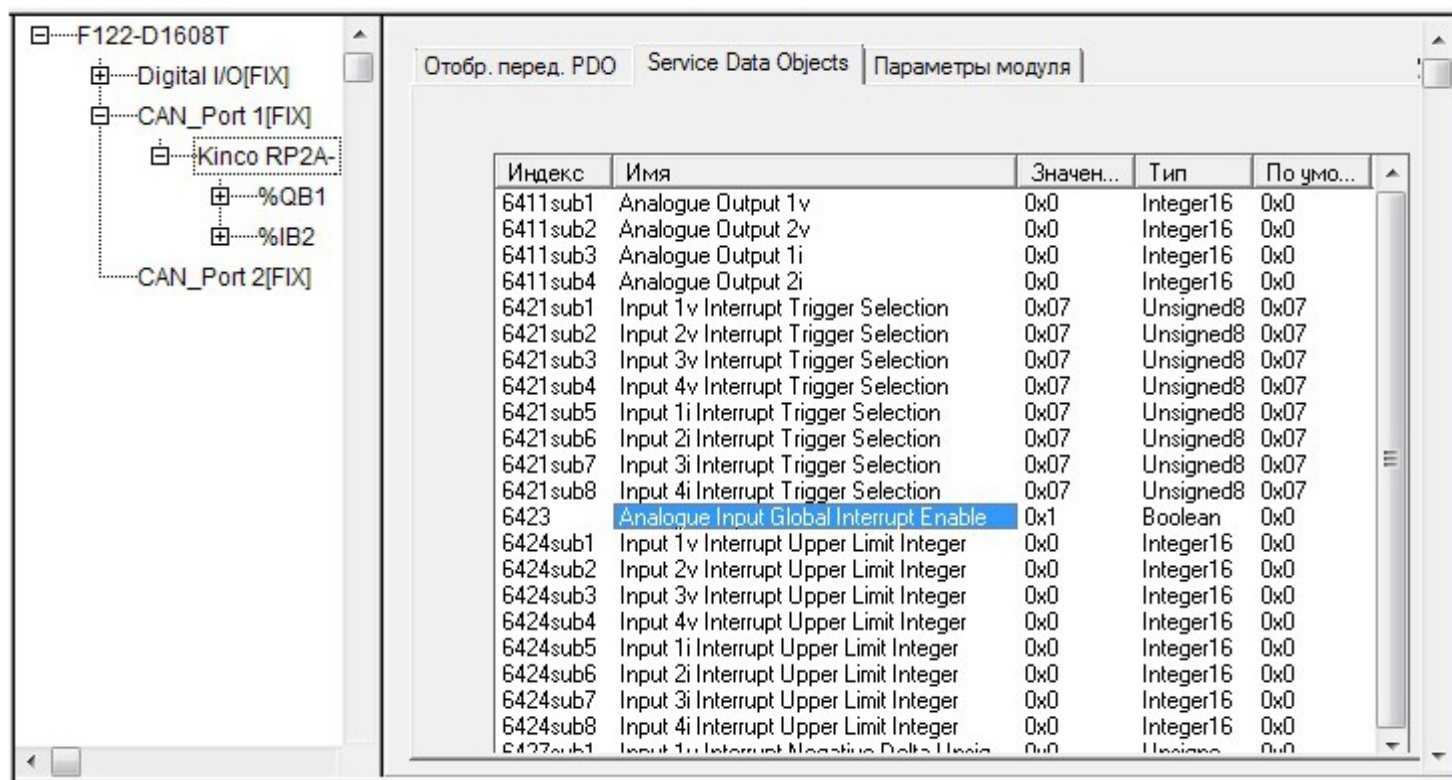 F122-D1608T
Digital I/O[FIX]
CAN_Port 1[FIX]
Kinco RP2A-
%QB1
%IB2
CAN_Port 2[FIX]
Отобр. перед. PDO Service Data Objects Параметры модуля
Индекс Имя Значен... Тип По умо...
6411sub1 Analogue Output 1v 0x0 Integer16 0x0
6411sub2 Analogue Output 2v 0x0 Integer16 0x0
6411sub3 Analogue Output 1i 0x0 Integer16 0x0
6411sub4 Analogue Output 2i 0x0 Integer16 0x0
6421sub1 Input 1v Interrupt Trigger Selection 0x07 Unsigned8 0x07
6421sub2 Input 2v Interrupt Trigger Selection 0x07 Unsigned8 0x07
6421sub3 Input 3v Interrupt Trigger Selection 0x07 Unsigned8 0x07
6421sub4 Input 4v Interrupt Trigger Selection 0x07 Unsigned8 0x07
6421sub5 Input 1i Interrupt Trigger Selection 0x07 Unsigned8 0x07
6421sub6 Input 2i Interrupt Trigger Selection 0x07 Unsigned8 0x07
6421sub7 Input 3i Interrupt Trigger Selection 0x07 Unsigned8 0x07
6421sub8 Input 4i Interrupt Trigger Selection 0x07 Unsigned8 0x07
6423 Analogue Input Global Interrupt Enable 0x1 Boolean 0x0
6424sub1 Input 1v Interrupt Upper Limit Integer 0x0 Integer16 0x0
6424sub2 Input 2v Interrupt Upper Limit Integer 0x0 Integer16 0x0
6424sub3 Input 3v Interrupt Upper Limit Integer 0x0 Integer16 0x0
6424sub4 Input 4v Interrupt Upper Limit Integer 0x0 Integer16 0x0
6424sub5 Input 1i Interrupt Upper Limit Integer 0x0 Integer16 0x0
6424sub6 Input 2i Interrupt Upper Limit Integer 0x0 Integer16 0x0
6424sub7 Input 3i Interrupt Upper Limit Integer 0x0 Integer16 0x0
6424sub8 Input 4i Interrupt Upper Limit Integer 0x0 Integer16 0x0